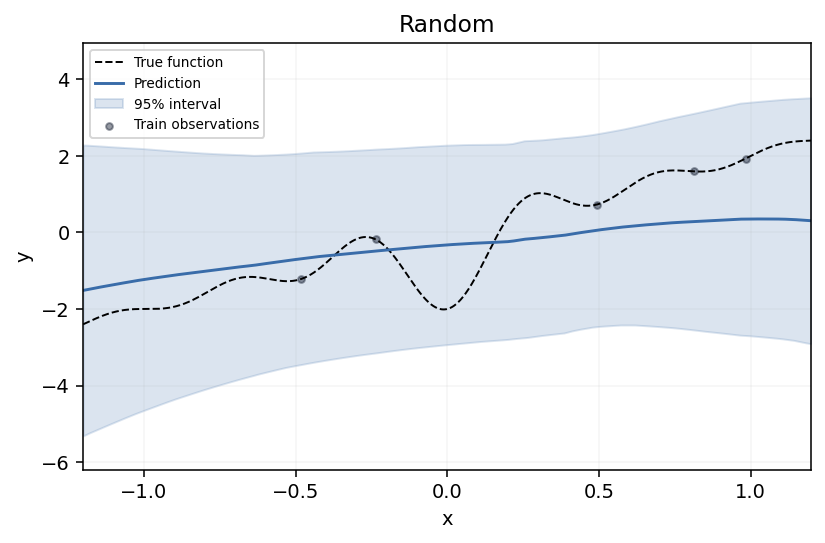 Random
True function
Prediction
95% interval
Train observations
4
2
0
−2
−4
−6
y
−1.0
−0.5
0.0
0.5
1.0
x